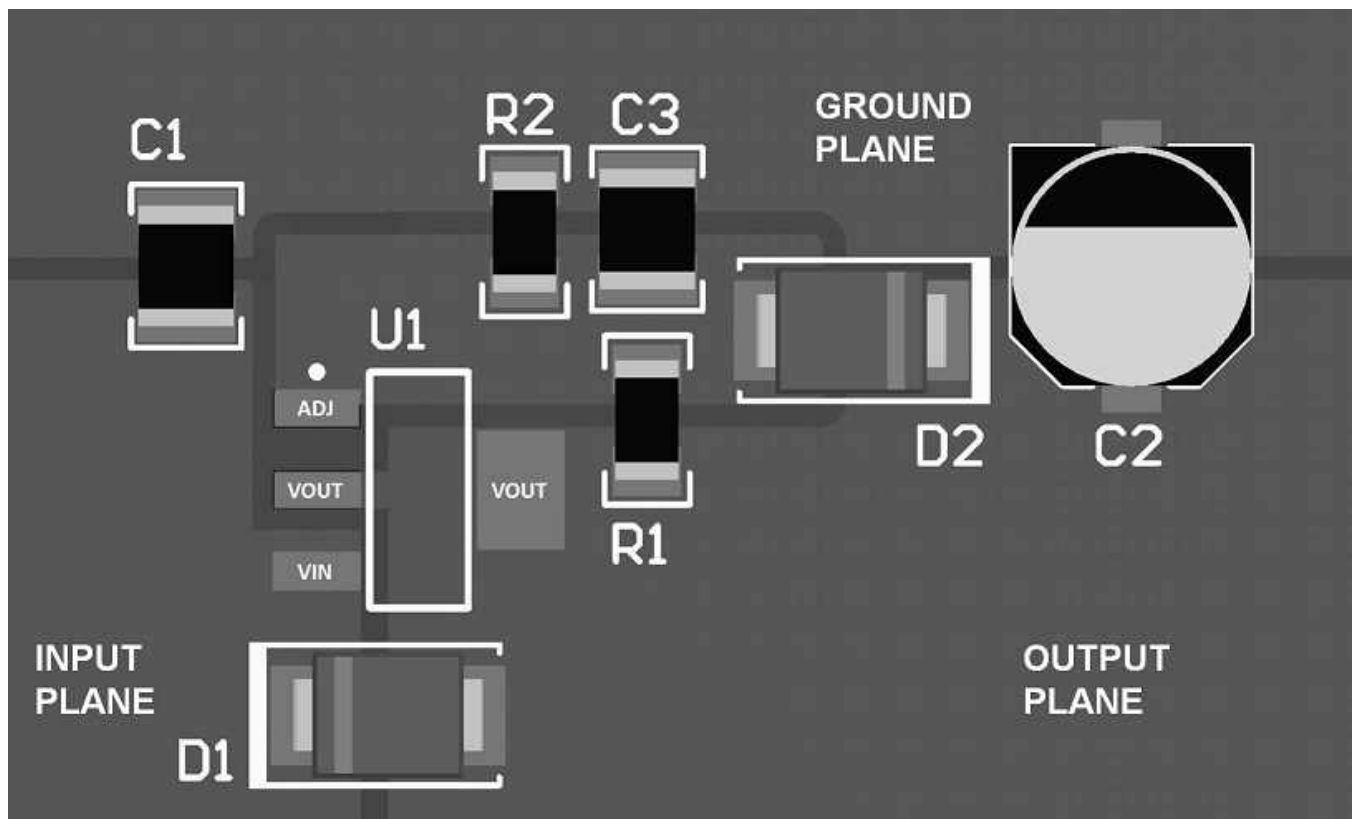 C1
R2
C3
GROUND
PLANE
U1
ADJ
VOUT
VOUT
VIN
R1
D2
C2
INPUT
PLANE
D1
OUTPUT
PLANE